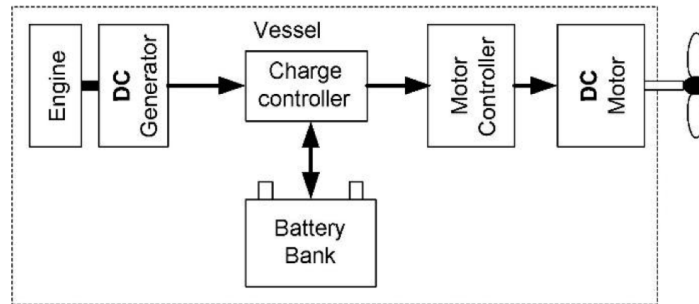 Vessel
Engine
DC
Generator
Charge
controller
Motor
Controller
DC
Motor
Battery
Bank